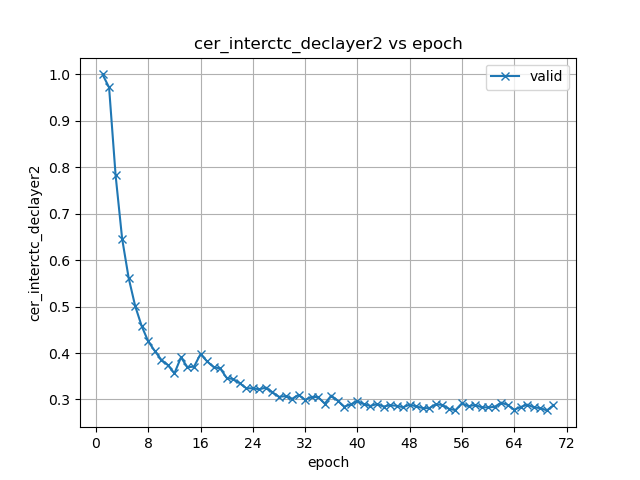 cer_interctc_declayer2 vs epoch
valid
cer_interctc_declayer2
1.0
0.9
0.8
0.7
0.6
0.5
0.4
0.3
0 8 16 24 32 40 48 56 64 72
epoch